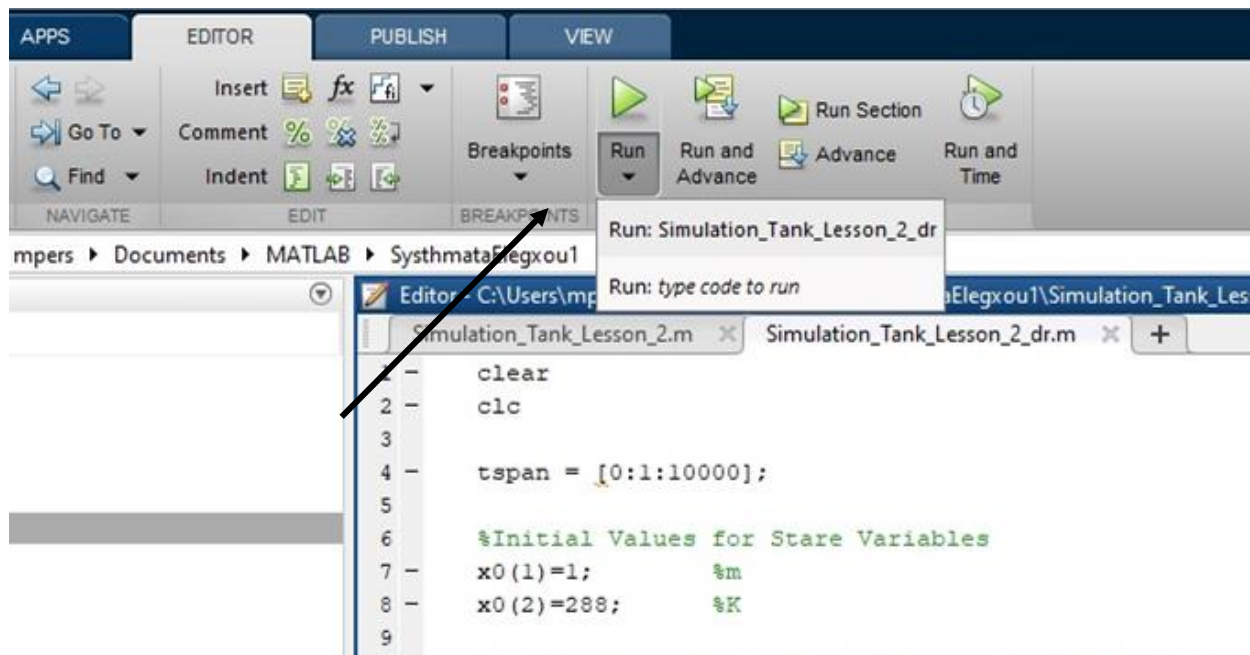 APPS EDITOR PUBLISH VIEW
Insert fx fi
Go To Comment % %
Find Indent
Breakpoints
Run
Run and Advance
Run Section
Advance
Run and Time
NAVIGATE EDIT BREAKPOINTS
Run: Simulation_Tank_Lesson_2_dr
Run: type code to run
mpers Documents MATLAB SysthmataElegxou1
Editor - C:\Users\mp aElegxou1\Simulation_Tank_Les
Simulation_Tank_Lesson_2.m Simulation_Tank_Lesson_2_dr.m +
1 - clear
2 - clc
3
4 - tspan = [0:1:10000];
5
6 %Initial Values for Stare Variables
7 - x0(1)=1; %m
8 - x0(2)=288; %K
9